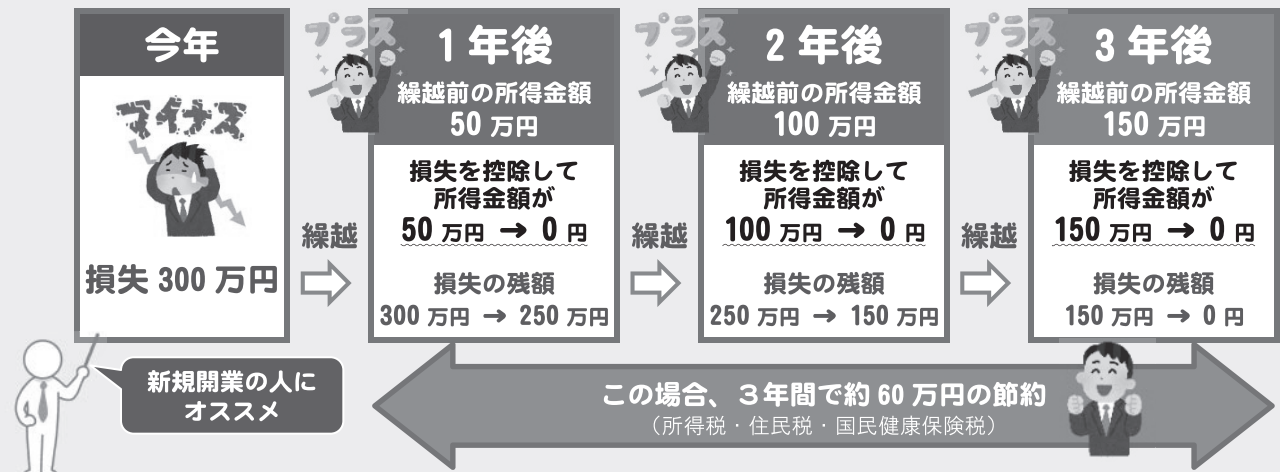 今年
マイナス
損失 300 万円
繰越
プラス
1 年後
繰越前の所得金額
50 万円
損失を控除して
所得金額が
50 万円 → 0 円
損失の残額
300 万円 → 250 万円
繰越
プラス
2 年後
繰越前の所得金額
100 万円
損失を控除して
所得金額が
100 万円 → 0 円
損失の残額
250 万円 → 150 万円
繰越
プラス
3 年後
繰越前の所得金額
150 万円
損失を控除して
所得金額が
150 万円 → 0 円
損失の残額
150 万円 → 0 円
新規開業の人に
オススメ
この場合、3年間で約 60 万円の節約
（所得税・住民税・国民健康保険税）